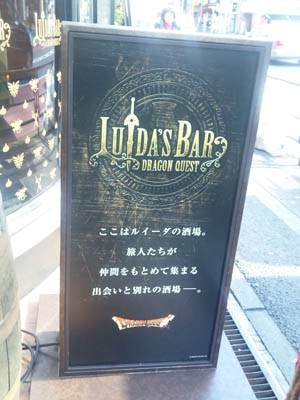 LUIDA'S BAR
DRAGON QUEST
ここはルイーダの酒場。
旅人たちが
仲間をもとめて集まる
出会いと別れの酒場――。
DRAGON QUEST